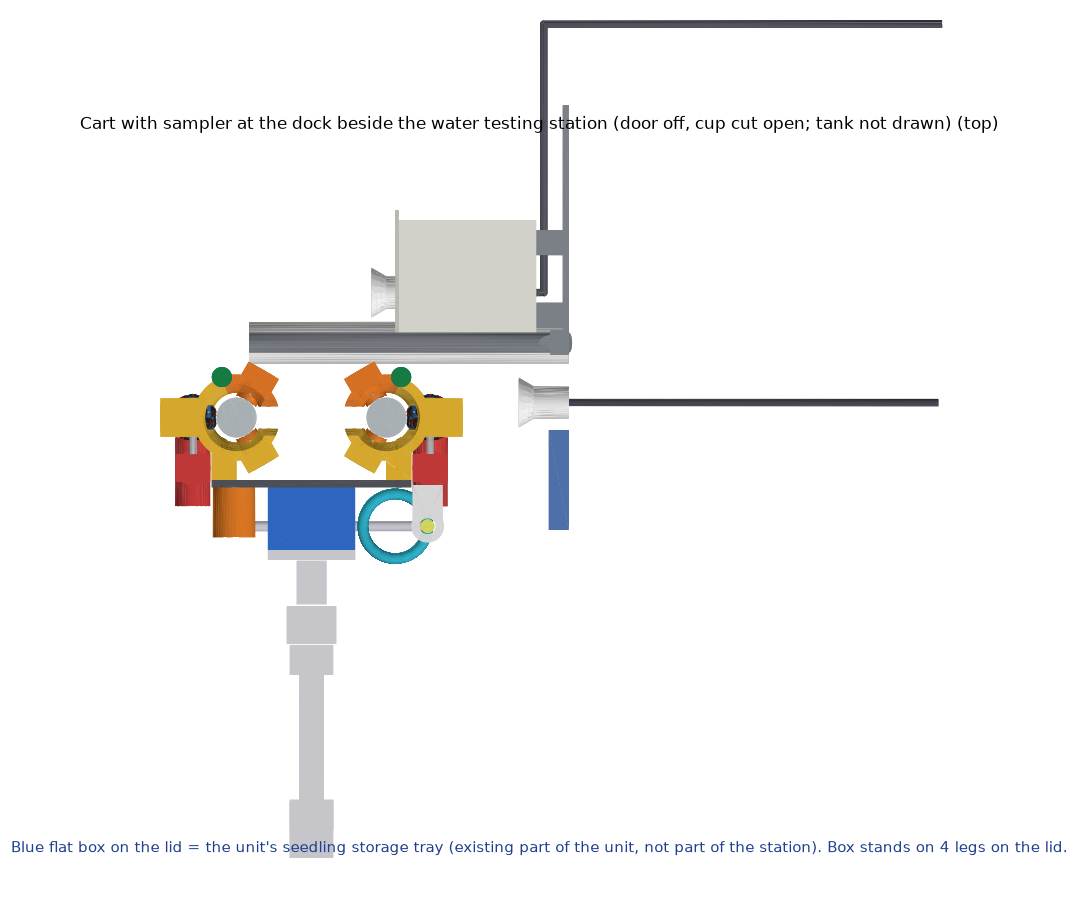 Cart with sampler at the dock beside the water testing station (door off, cup cut open; tank not drawn) (top)
Blue flat box on the lid = the unit's seedling storage tray (existing part of the unit, not part of the station). Box stands on 4 legs on the lid.